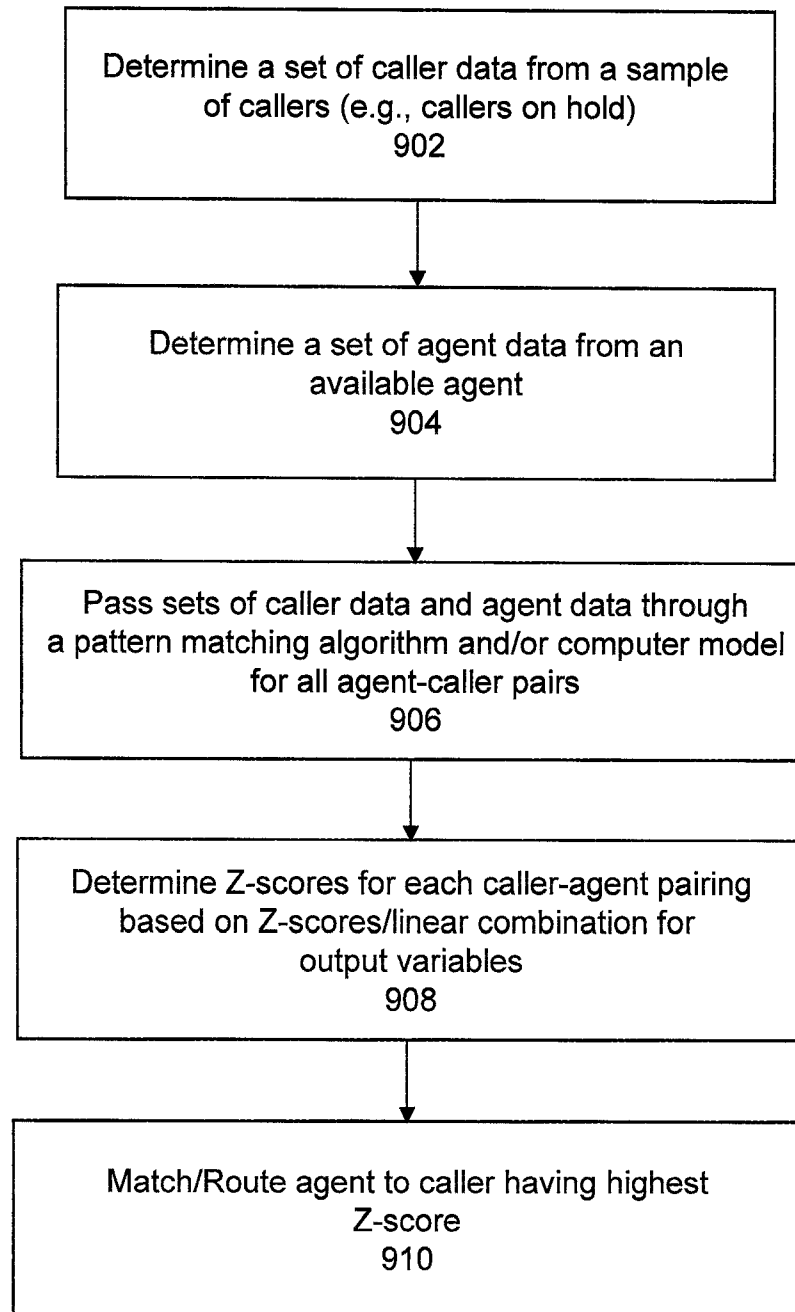 Determine a set of caller data from a sample
of callers (e.g., callers on hold)
902
Determine a set of agent data from an
available agent
904
Pass sets of caller data and agent data through
a pattern matching algorithm and/or computer model
for all agent-caller pairs
906
Determine Z-scores for each caller-agent pairing
based on Z-scores/linear combination for
output variables
908
Match/Route agent to caller having highest
Z-score
910